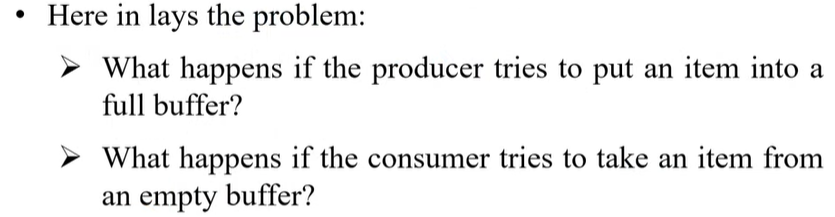 • Here in lays the problem:
➢ What happens if the producer tries to put an item into a
full buffer?
➢ What happens if the consumer tries to take an item from
an empty buffer?